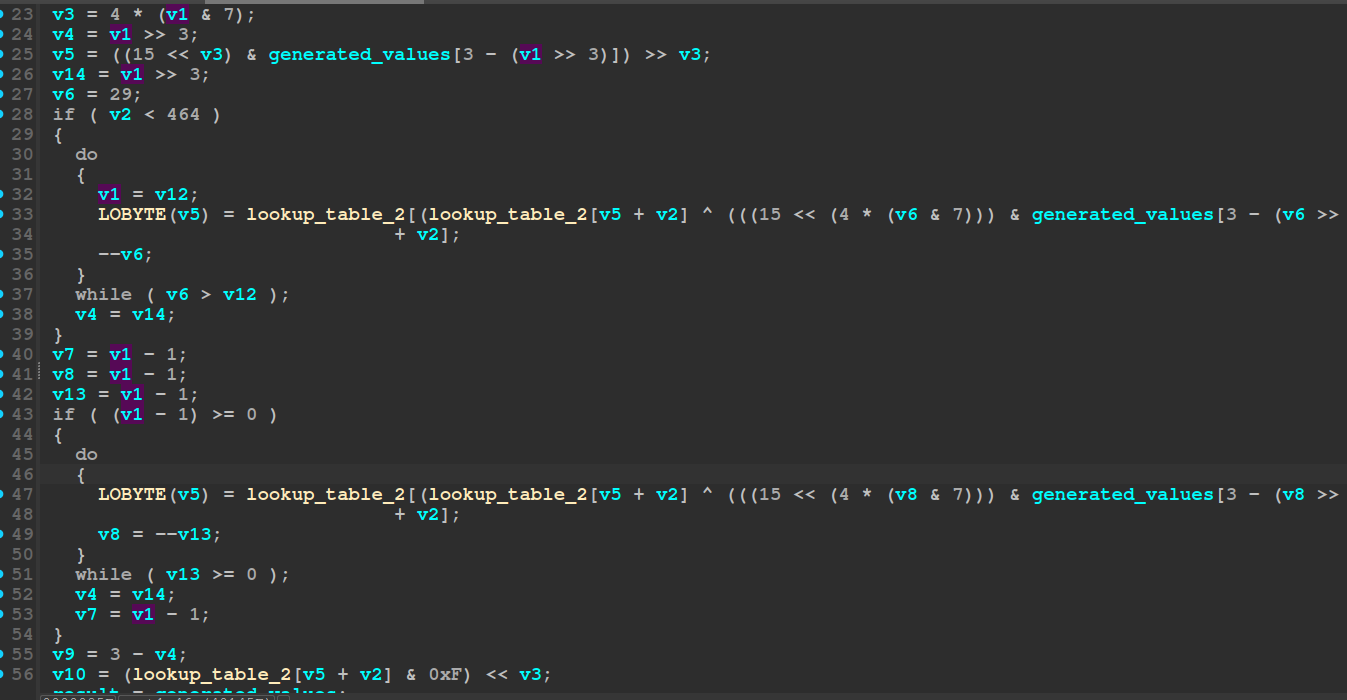 23 v3 = 4 * (v1 & 7);
24 v4 = v1 >> 3;
25 v5 = ((15 << v3) & generated_values[3 - (v1 >> 3)]) >> v3;
26 v14 = v1 >> 3;
27 v6 = 29;
28 if ( v2 < 464 )
29 {
30 do
31 {
32 v1 = v12;
33 LOBYTE(v5) = lookup_table_2[(lookup_table_2[v5 + v2] ^ (((15 << (4 * (v6 & 7))) & generated_values[3 - (v6 >>
34 + v2];
35 --v6;
36 }
37 while ( v6 > v12 );
38 v4 = v14;
39 }
40 v7 = v1 - 1;
41 v8 = v1 - 1;
42 v13 = v1 - 1;
43 if ( (v1 - 1) >= 0 )
44 {
45 do
46 {
47 LOBYTE(v5) = lookup_table_2[(lookup_table_2[v5 + v2] ^ (((15 << (4 * (v8 & 7))) & generated_values[3 - (v8 >>
48 + v2];
49 v8 = --v13;
50 }
51 while ( v13 >= 0 );
52 v4 = v14;
53 v7 = v1 - 1;
54 }
55 v9 = 3 - v4;
56 v10 = (lookup_table_2[v5 + v2] & 0xF) << v3;